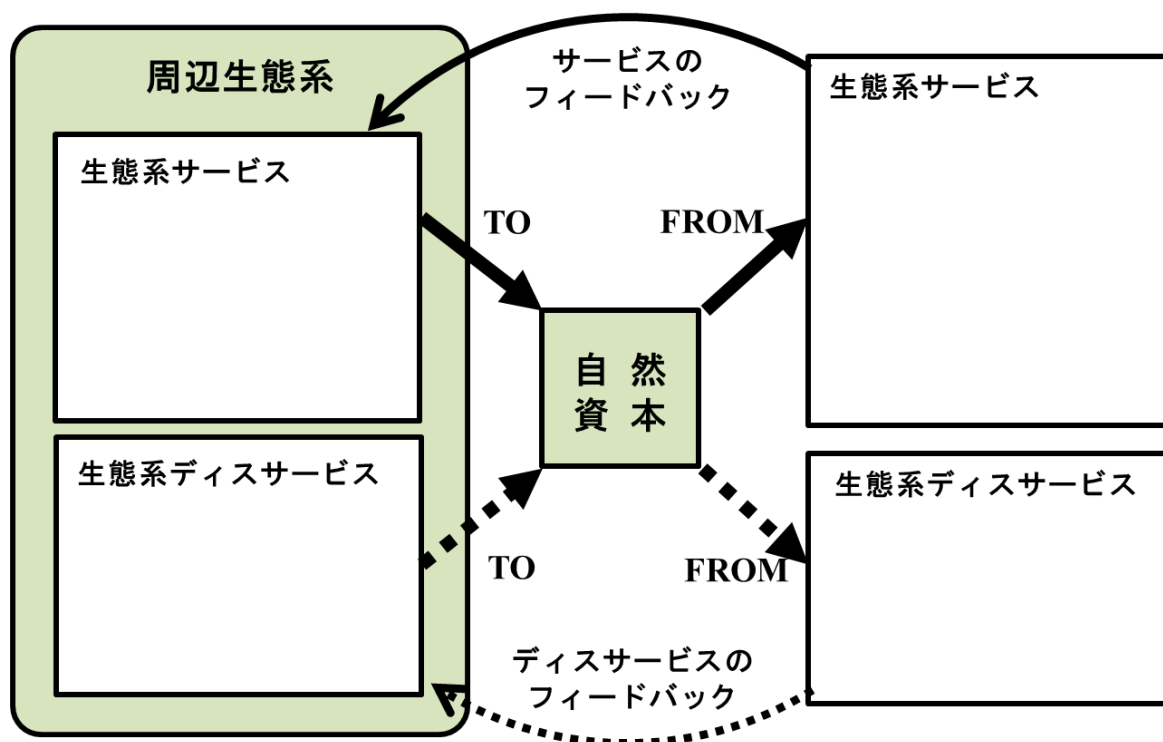 周辺生態系
生態系サービス
生態系ディスサービス
サービスの
フィードバック
TO
FROM
自然
資本
TO
FROM
ディスサービスの
フィードバック
生態系サービス
生態系ディスサービス